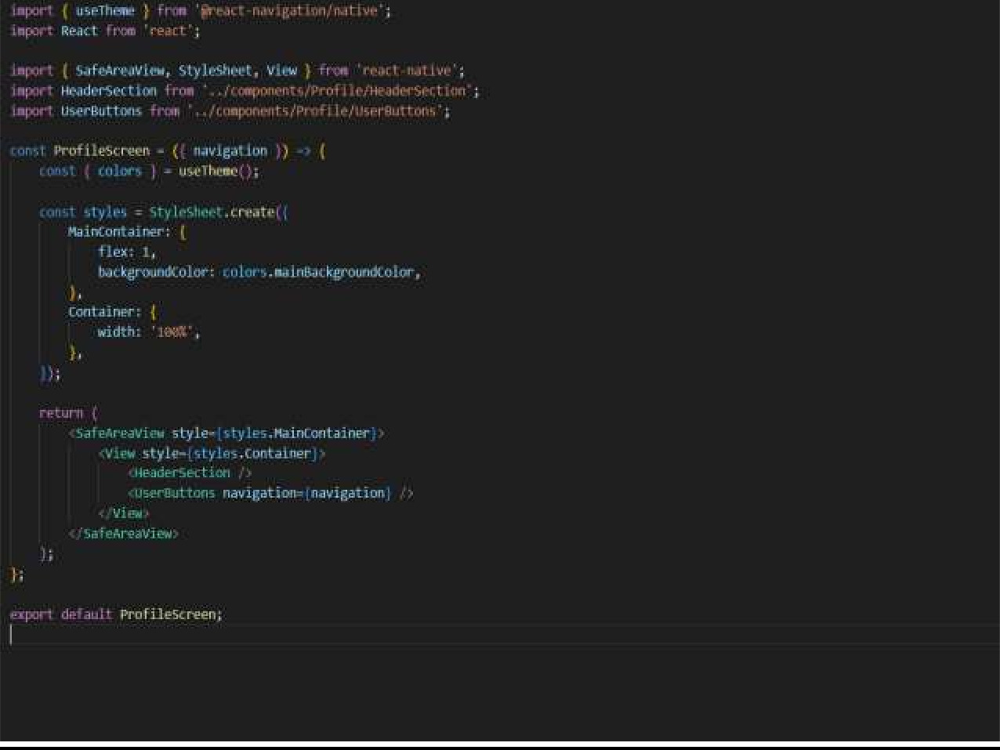 import { useTheme } from '@react-navigation/native';
import React from 'react';
import { SafeAreaView, StyleSheet, View } from 'react-native';
import HeaderSection from '../components/Profile/HeaderSection';
import UserButtons from '../components/Profile/UserButtons';
const ProfileScreen = ({ navigation }) => {
const { colors } = useTheme();
const styles = StyleSheet.create({
MainContainer: {
flex: 1,
backgroundColor: colors.mainBackgroundColor,
},
Container: {
width: '100%',
},
});
return (
<SafeAreaView style={styles.MainContainer}>
<View style={styles.Container}>
<HeaderSection />
<UserButtons navigation={navigation} />
</View>
</SafeAreaView>
);
};
export default ProfileScreen;